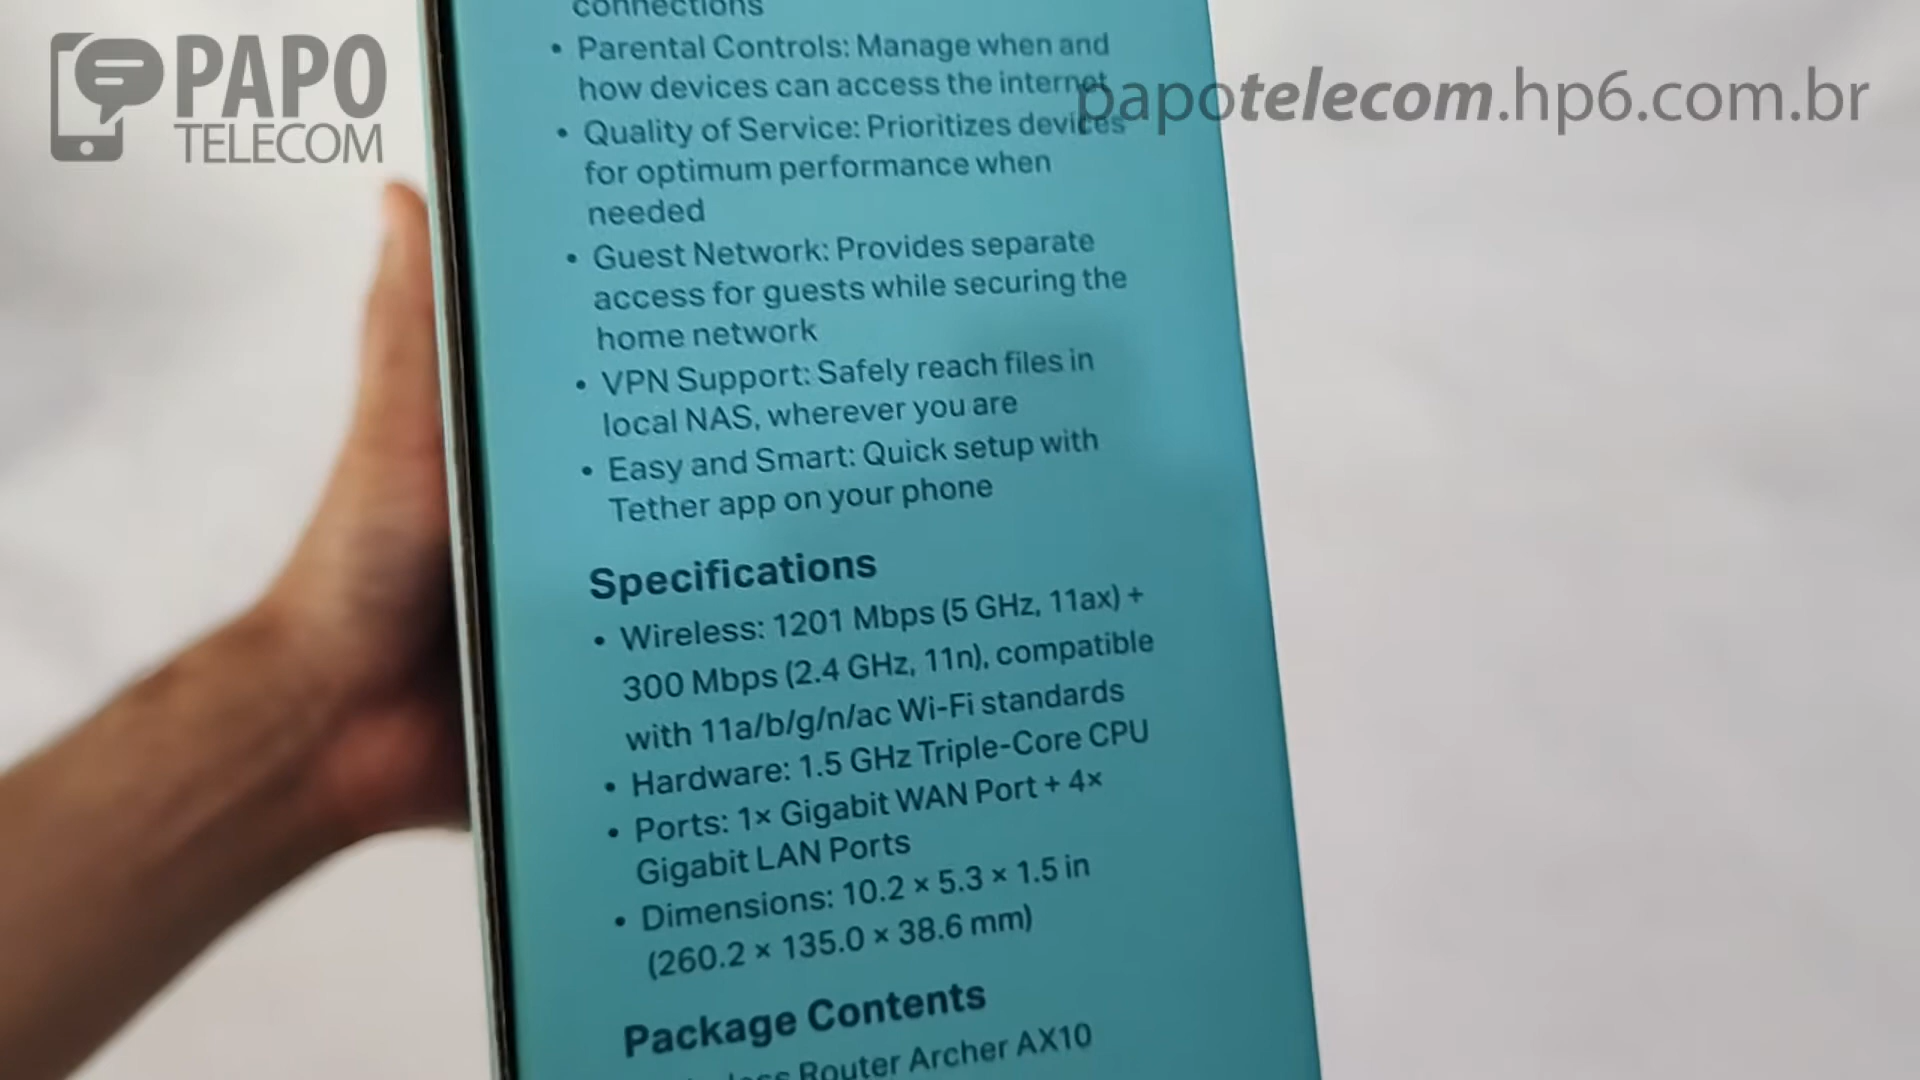 PAPO
TELECOM
papotelecom.hp6.com.br
connections
• Parental Controls: Manage when and
how devices can access the internet
• Quality of Service: Prioritizes devices
for optimum performance when
needed
• Guest Network: Provides separate
access for guests while securing the
home network
• VPN Support: Safely reach files in
local NAS, wherever you are
• Easy and Smart: Quick setup with
Tether app on your phone
Specifications
• Wireless: 1201 Mbps (5 GHz, 11ax) +
300 Mbps (2.4 GHz, 11n), compatible
with 11a/b/g/n/ac Wi-Fi standards
• Hardware: 1.5 GHz Triple-Core CPU
• Ports: 1× Gigabit WAN Port + 4×
Gigabit LAN Ports
• Dimensions: 10.2 × 5.3 × 1.5 in
(260.2 × 135.0 × 38.6 mm)
Package Contents
Router Archer AX10